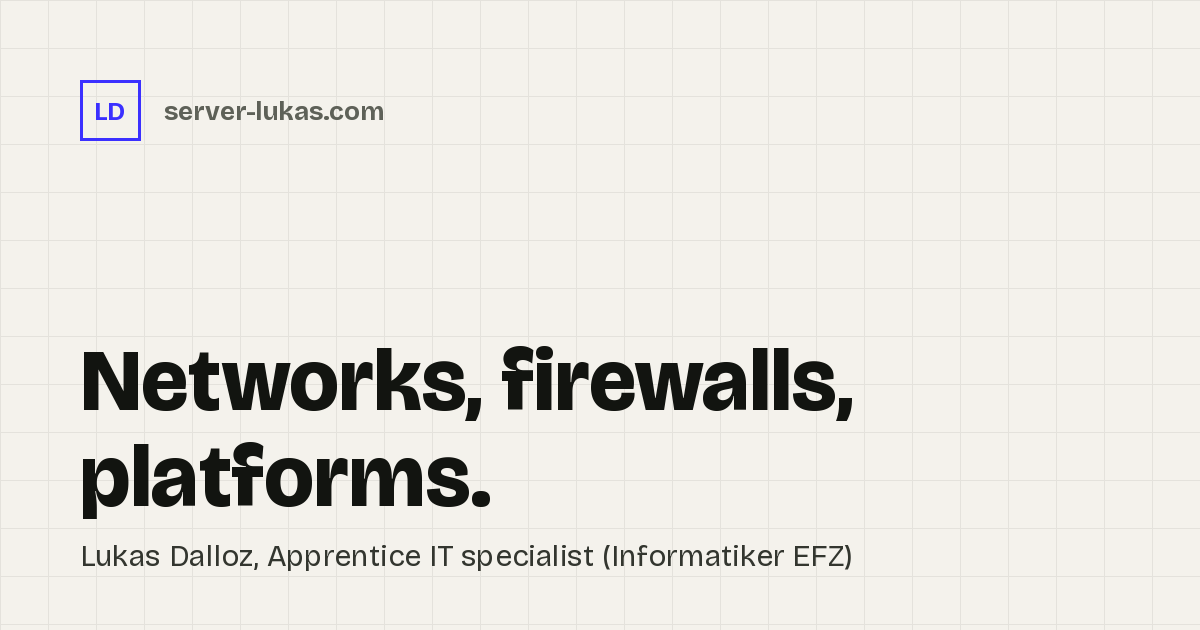 LD
server-lukas.com
Networks, firewalls,
platforms.
Lukas Dalloz, Apprentice IT specialist (Informatiker EFZ)